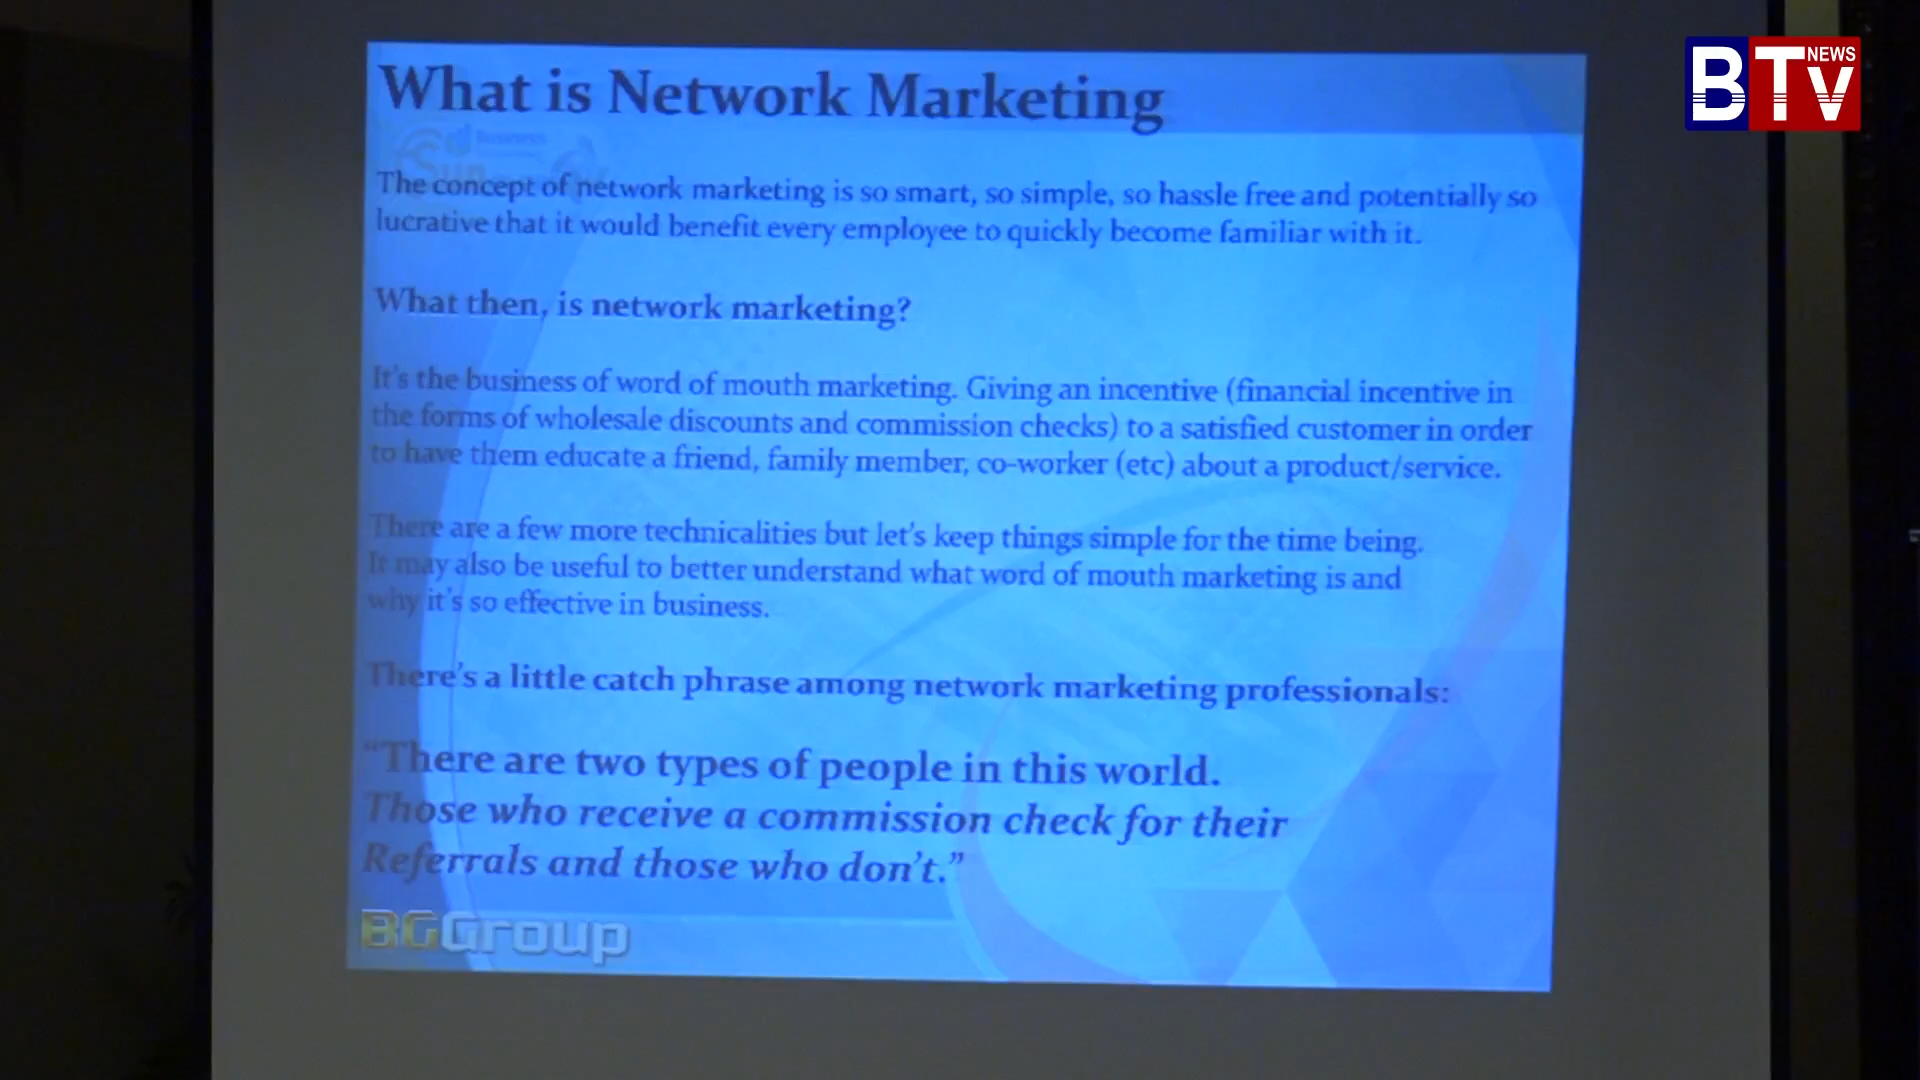 What is Network Marketing
BTV NEWS
Business
Sun
The concept of network marketing is so smart, so simple, so hassle free and potentially so
lucrative that it would benefit every employee to quickly become familiar with it.
What then, is network marketing?
It's the business of word of mouth marketing. Giving an incentive (financial incentive in
the forms of wholesale discounts and commission checks) to a satisfied customer in order
to have them educate a friend, family member, co-worker (etc) about a product/service.
There are a few more technicalities but let's keep things simple for the time being.
It may also be useful to better understand what word of mouth marketing is and
why it's so effective in business.
There's a little catch phrase among network marketing professionals:
“There are two types of people in this world.
Those who receive a commission check for their
Referrals and those who don't.”
BGGroup